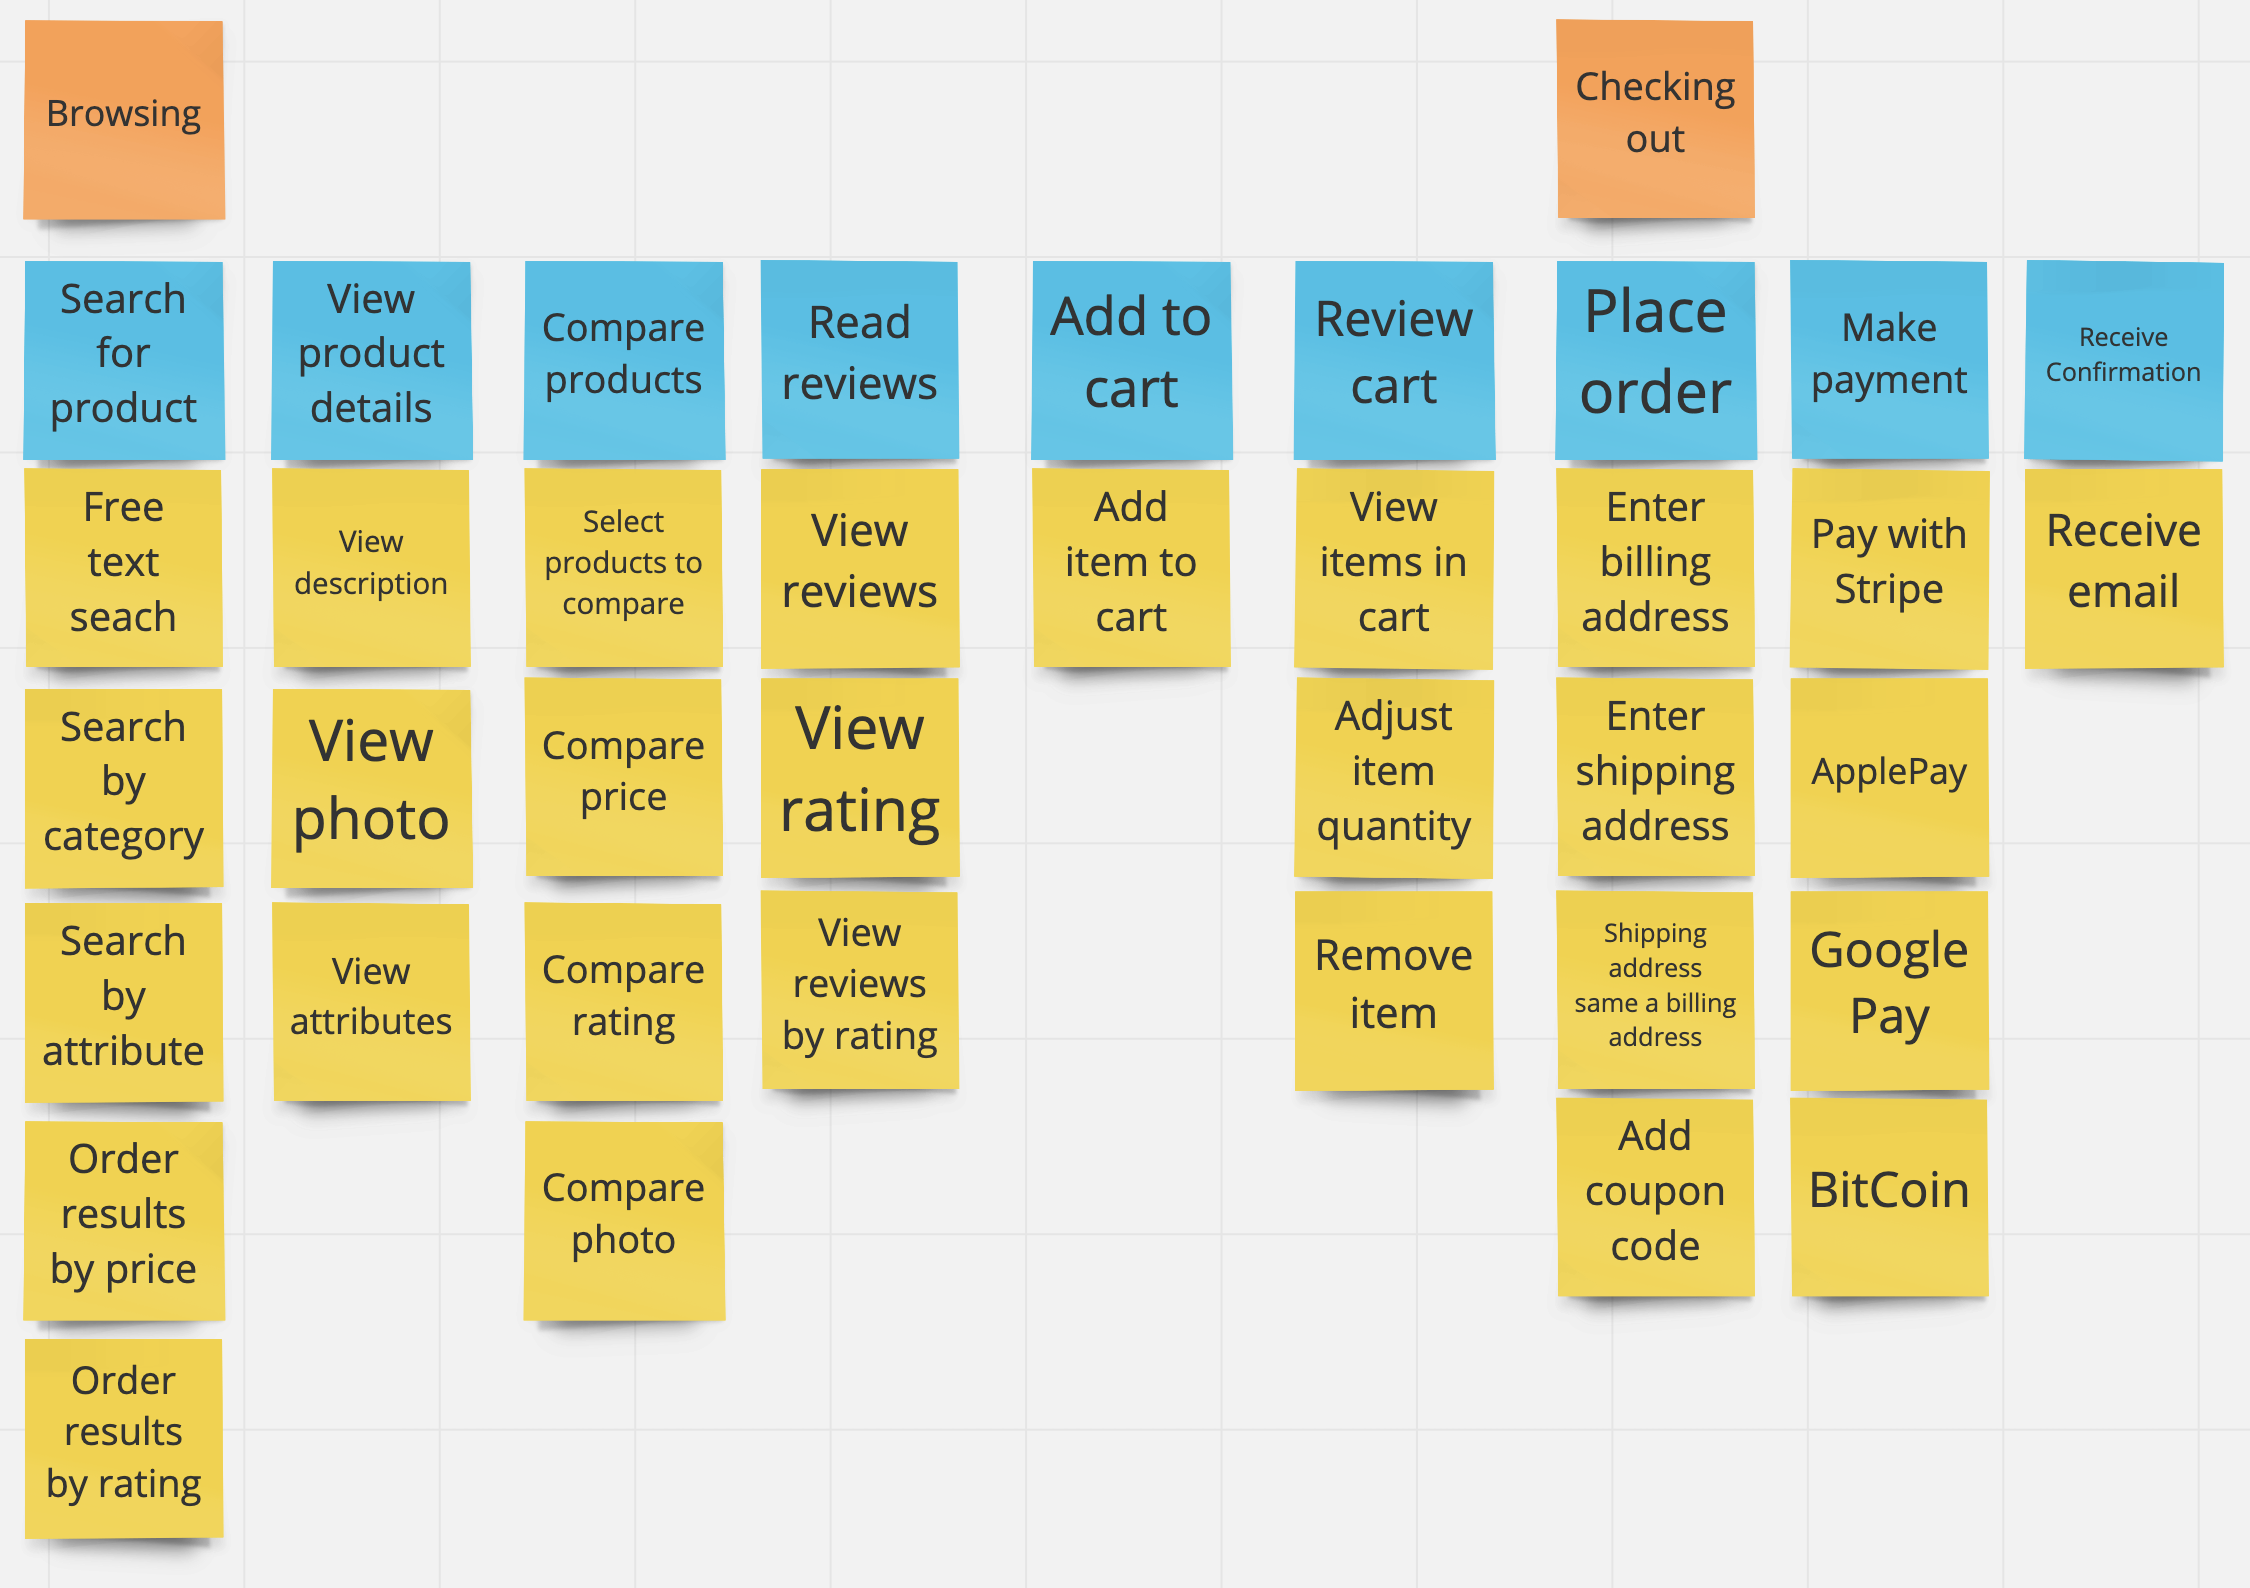 Browsing
Checking
out
Search
for
product
View
product
details
Compare
products
Read
reviews
Add to
cart
Review
cart
Place
order
Make
payment
Receive
Confirmation
Free
text
seach
View
description
Select
products to
compare
View
reviews
Add
item to
cart
View
items in
cart
Enter
billing
address
Pay with
Stripe
Receive
email
Search
by
category
View
photo
Compare
price
View
rating
Adjust
item
quantity
Enter
shipping
address
ApplePay
Search
by
attribute
View
attributes
Compare
rating
View
reviews
by rating
Remove
item
Shipping
address
same a billing
address
Google
Pay
Order
results
by price
Compare
photo
Add
coupon
code
BitCoin
Order
results
by rating